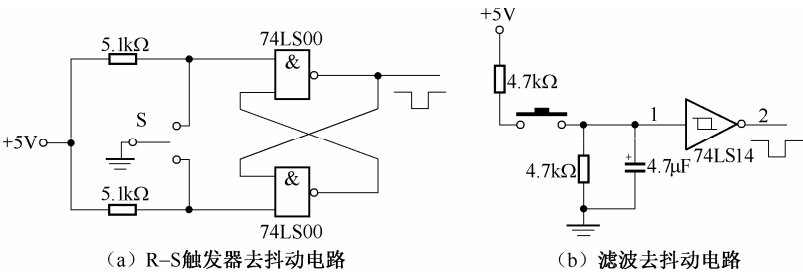 5.1kΩ
74LS00
&
S
+5V
&
5.1kΩ
74LS00
(a) R-S触发器去抖动电路
+5V
4.7kΩ
1
2
74LS14
4.7kΩ
+
4.7μF
(b) 滤波去抖动电路